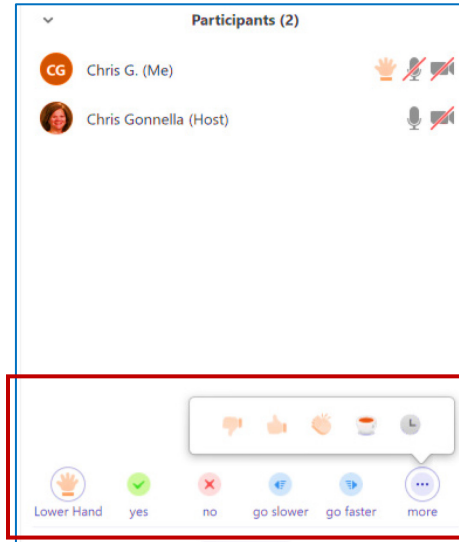 Participants (2)
CG Chris G. (Me)
Chris Gonnella (Host)
Lower Hand yes no go slower go faster more